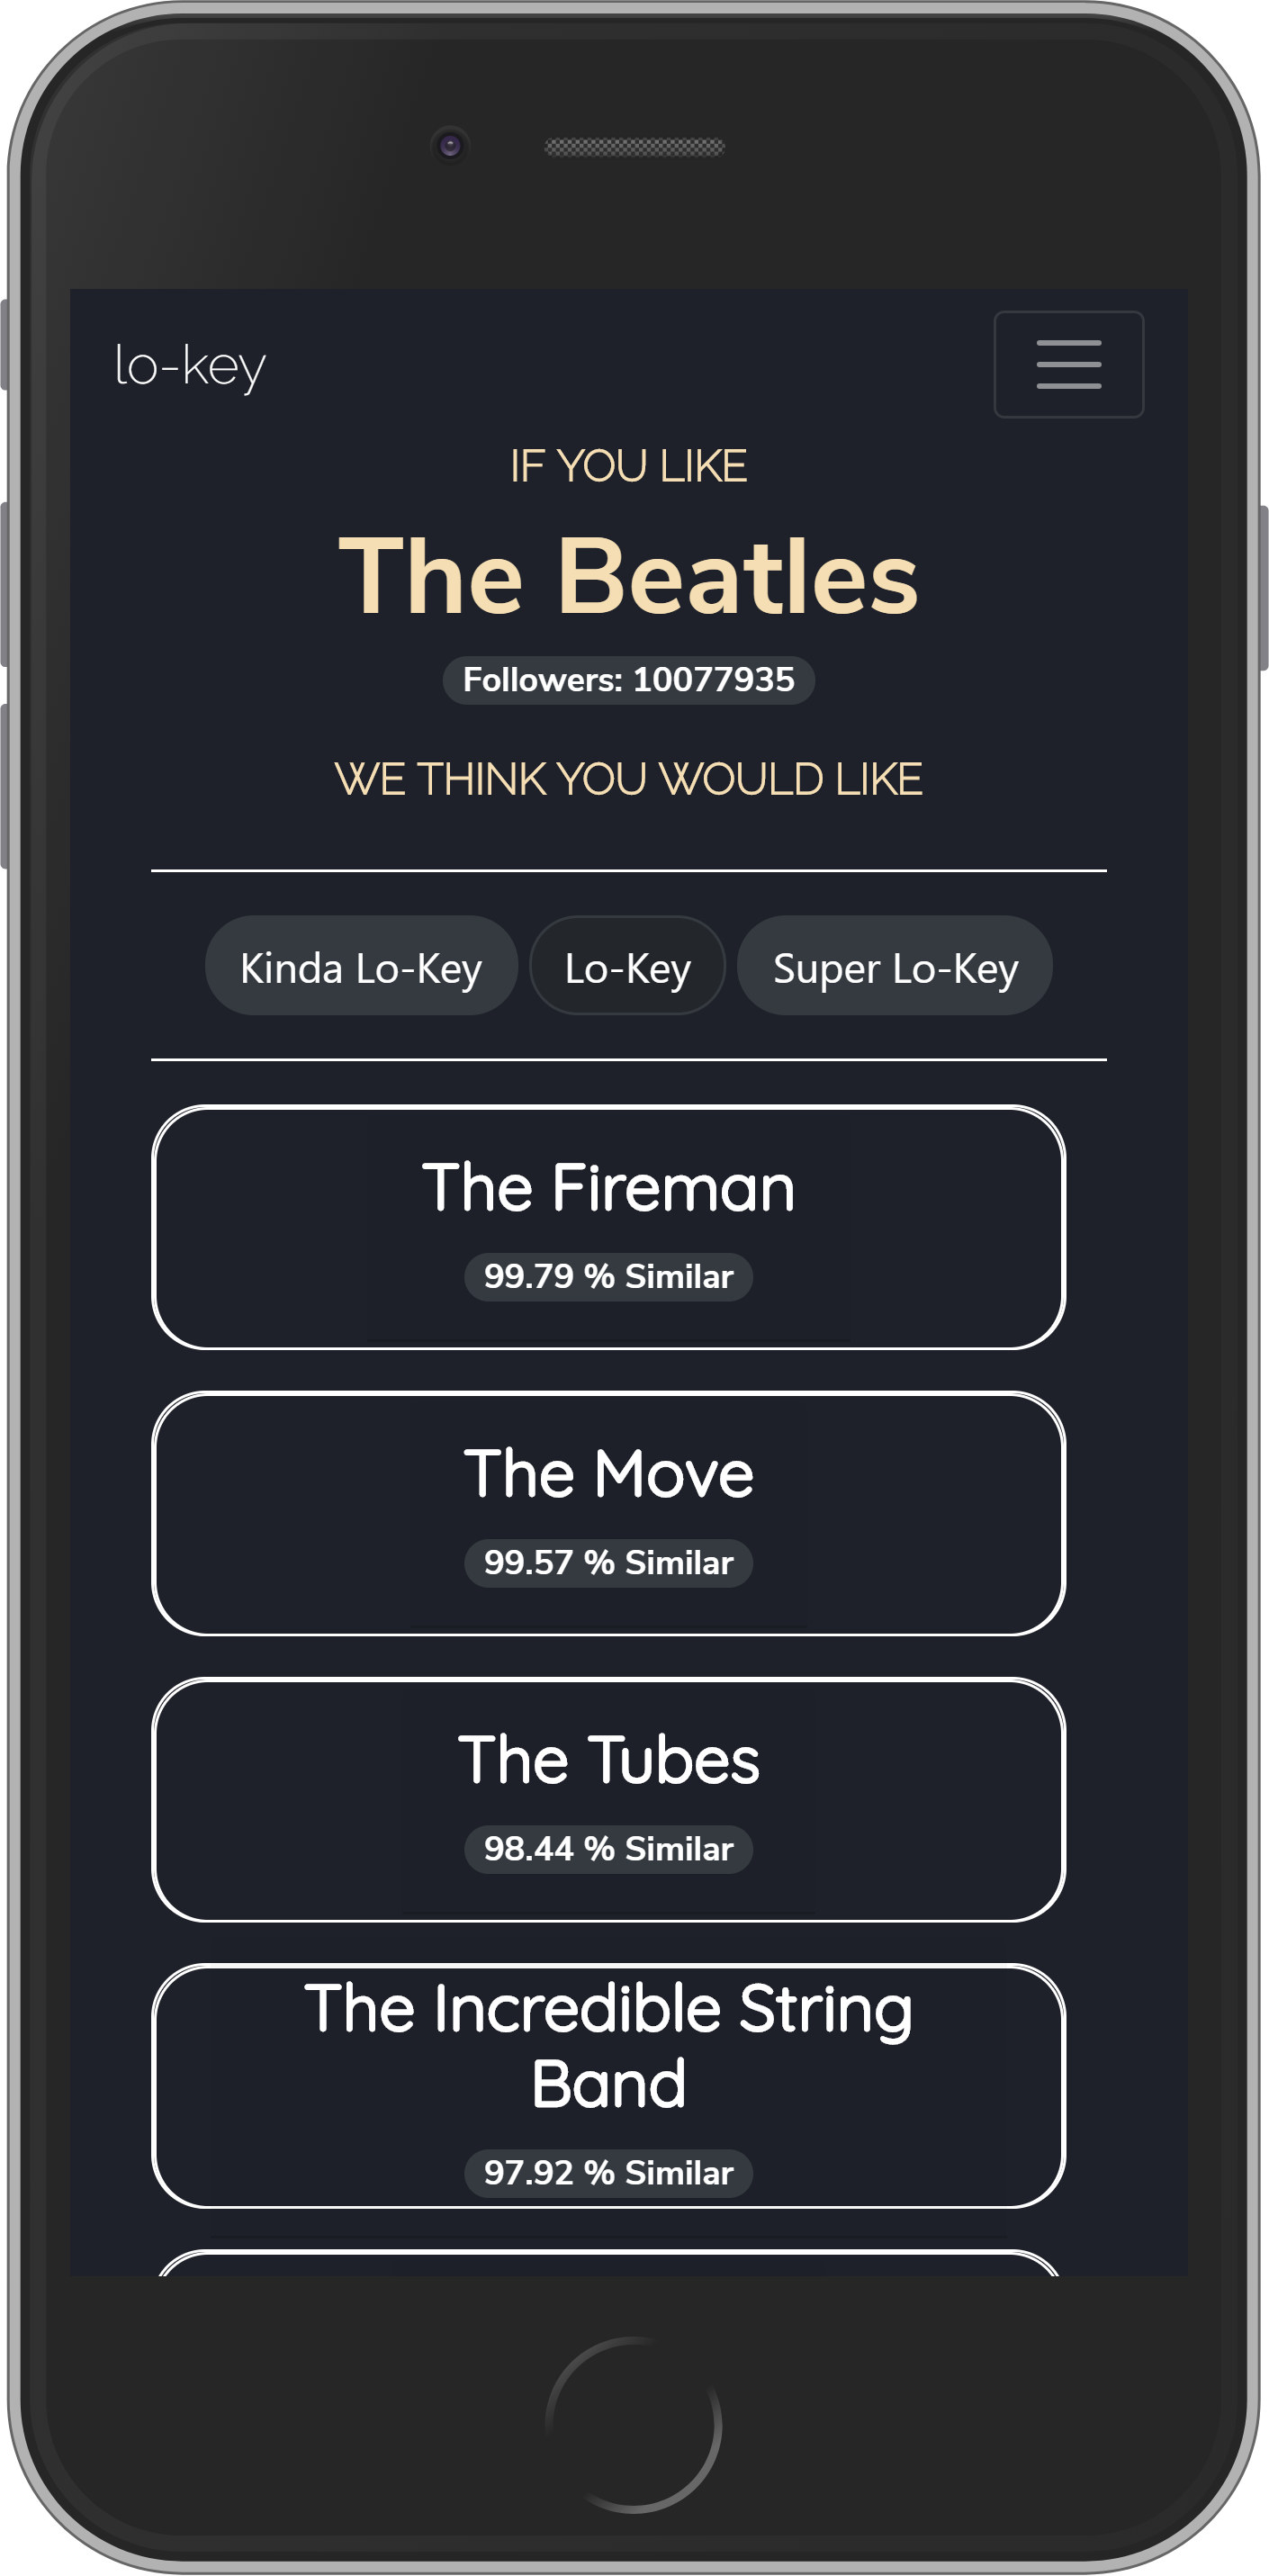 lo-key
IF YOU LIKE
The Beatles
Followers: 10077935
WE THINK YOU WOULD LIKE
Kinda Lo-Key Lo-Key Super Lo-Key
The Fireman
99.79 % Similar
The Move
99.57 % Similar
The Tubes
98.44 % Similar
The Incredible String
Band
97.92 % Similar